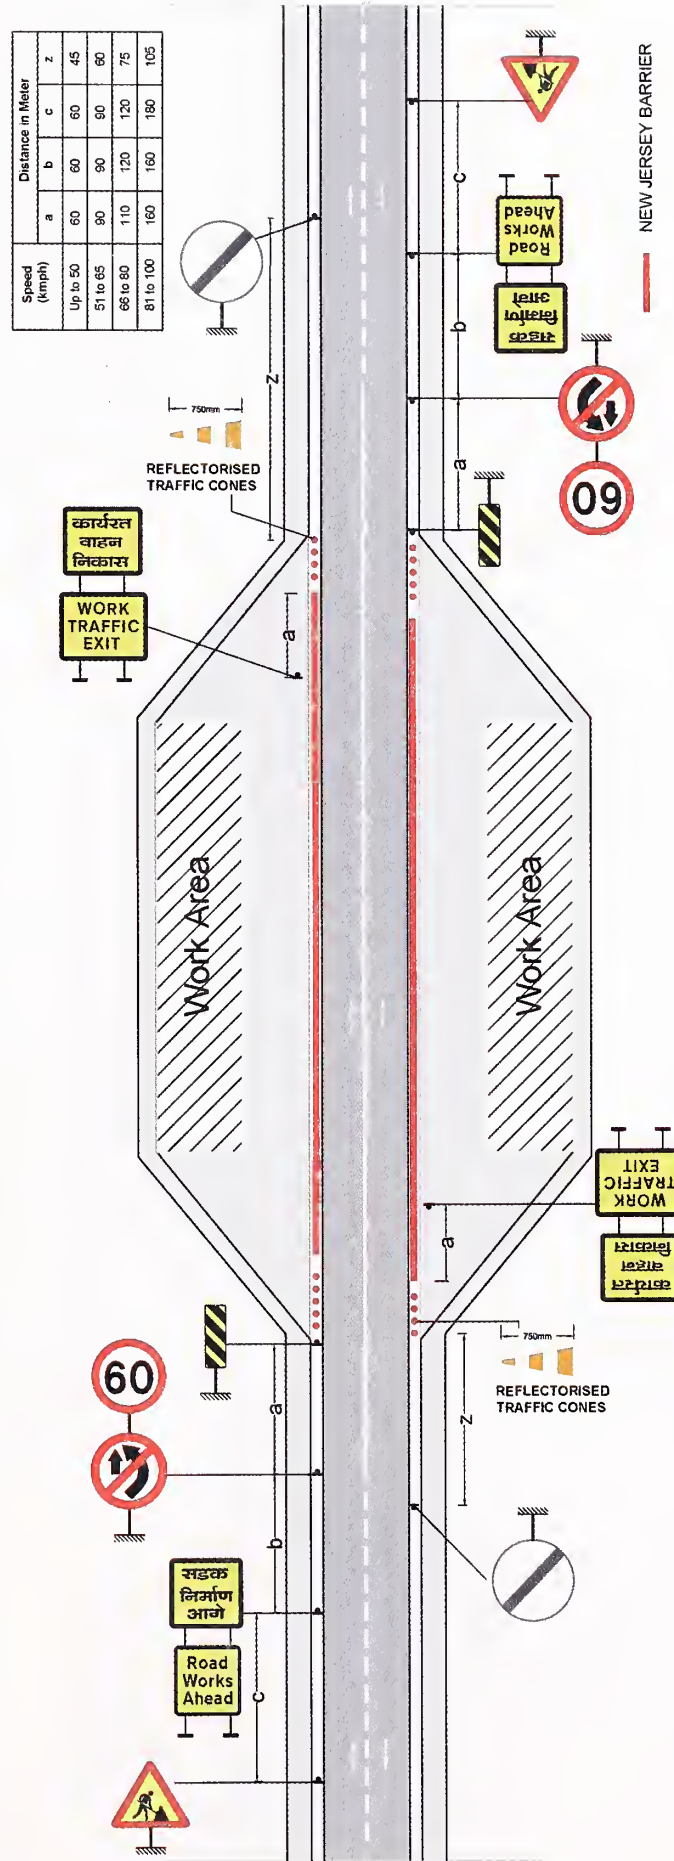 Speed
(kmph)
Distance in Meter
a b c z
Up to 50 60 60 60 45
51 to 65 90 90 90 60
66 to 80 110 120 120 75
81 to 100 160 160 180 105
c
Road
Works
Ahead
सड़क
निर्माण
आगे
NEW JERSEY BARRIER
b
z
a
60
750mm
REFLECTORISED
TRAFFIC CONES
कार्यरत
वाहन
निकास
WORK
TRAFFIC
EXIT
a
Work Area
Work Area
WORK
TRAFFIC
EXIT
कार्यरत
वाहन
निकास
a
750mm
REFLECTORISED
TRAFFIC CONES
60
a
z
b
सड़क
निर्माण
आगे
Road
Works
Ahead
c